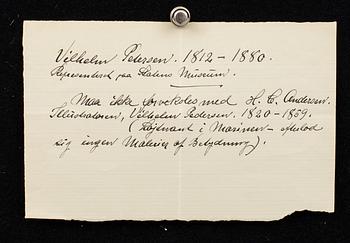 Vilhelm Petersen. 1812 – 1880.
Repræsenteret paa Statens Museum.
Maa ikke forveksles med H. C. Andersen
Illustratoren, Vilhelm Pedersen. 1820 – 1859.
(Løjtnant i Marinen – efterlod
sig ingen Malerier af Betydning).